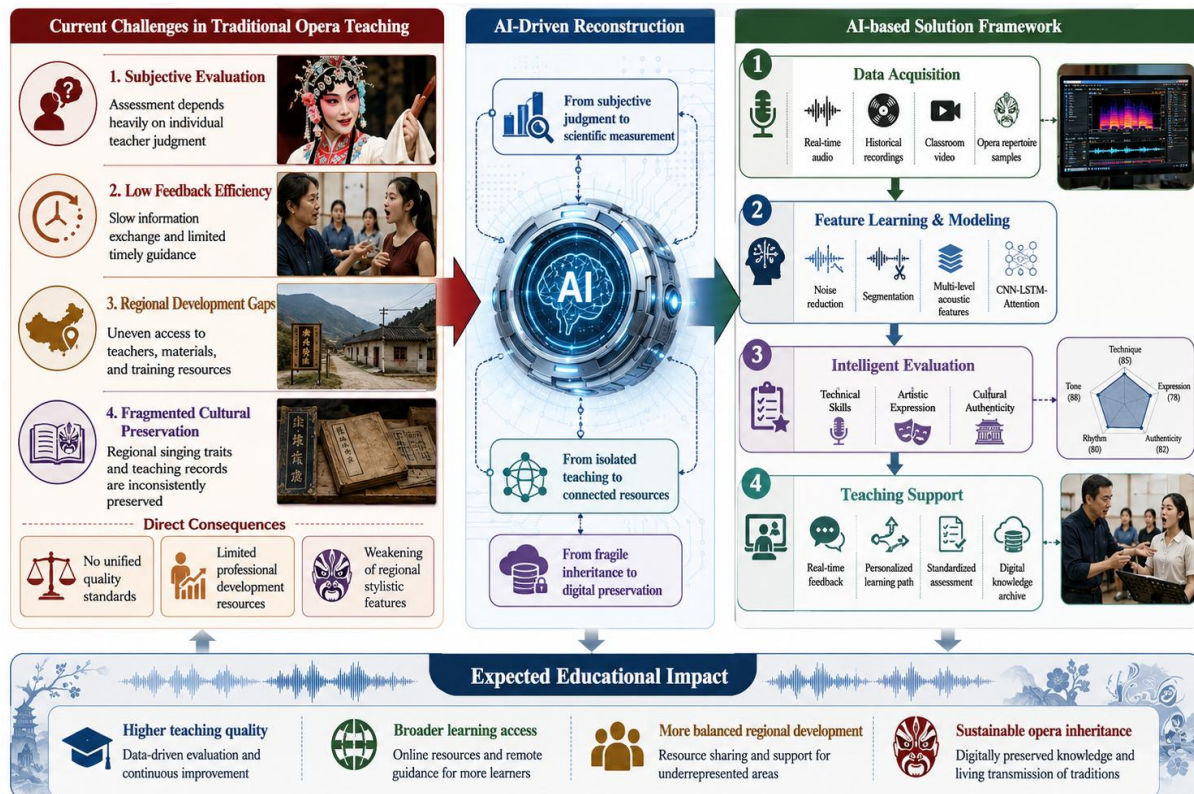 Current Challenges in Traditional Opera Teaching
1. Subjective Evaluation
Assessment depends
heavily on individual
teacher judgment
2. Low Feedback Efficiency
Slow information
exchange and limited
timely guidance
3. Regional Development Gaps
Uneven access to
teachers, materials,
and training resources
4. Fragmented Cultural
Preservation
Regional singing traits
and teaching records
are inconsistently
preserved
Direct Consequences
No unified
quality
standards
Limited
professional
development
resources
Weakening
of regional
stylistic
features
AI-Driven Reconstruction
From subjective
judgment to
scientific measurement
AI
From isolated
teaching to
connected resources
From fragile
inheritance to
digital preservation
AI-based Solution Framework
1
Data Acquisition
Real-time
audio
Historical
recordings
Classroom
video
Opera repertoire
samples
2
Feature Learning & Modeling
Noise
reduction
Segmentation
Multi-level
acoustic
features
CNN-LSTM-
Attention
3
Intelligent Evaluation
Technical
Skills
Artistic
Expression
Cultural
Authenticity
Technique
(85)
Tone
(88)
Expression
(78)
Rhythm
(80)
Authenticity
(82)
4
Teaching Support
Real-time
feedback
Personalized
learning path
Standardized
assessment
Digital
knowledge
archive
Expected Educational Impact
Higher teaching quality
Data-driven evaluation and
continuous improvement
Broader learning access
Online resources and remote
guidance for more learners
More balanced regional development
Resource sharing and support for
underrepresented areas
Sustainable opera inheritance
Digitally preserved knowledge and
living transmission of traditions